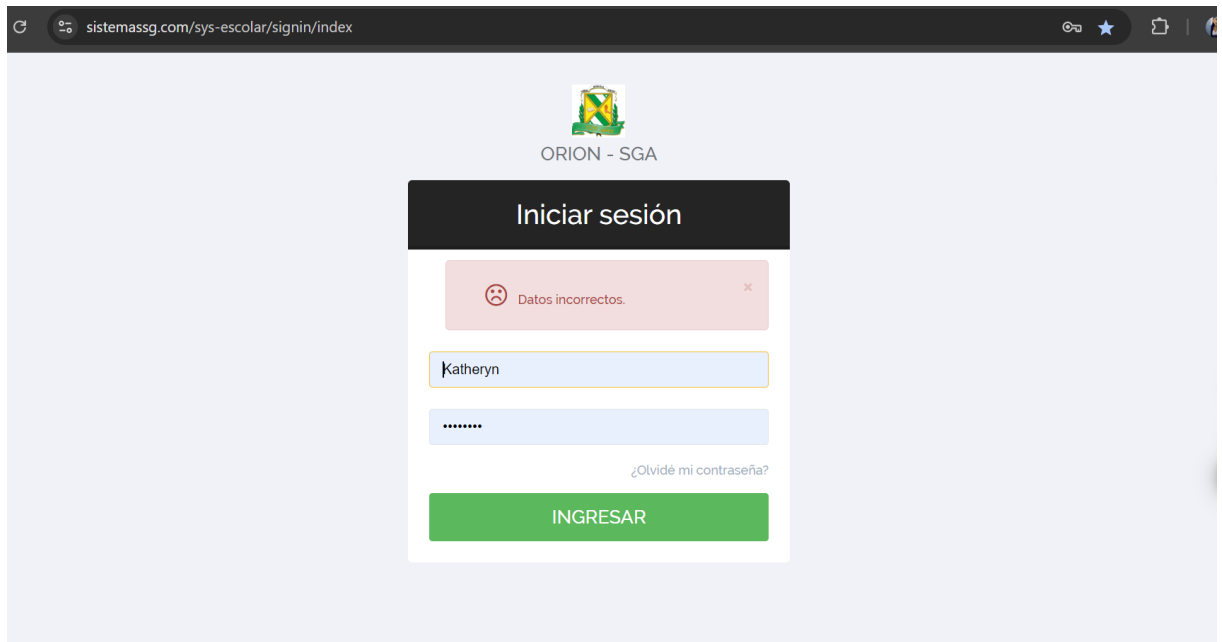 sistemassg.com/sys-escolar/signin/index
ORION - SGA
Iniciar sesión
Datos incorrectos.
×
Katheryn
••••••••
¿Olvidé mi contraseña?
INGRESAR